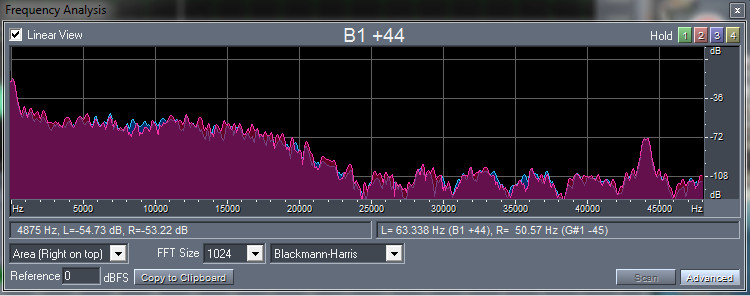 Frequency Analysis x
Linear View B1 +44 Hold 1 2 3 4
dB
-36
-72
-108
dB
Hz 5000 10000 15000 20000 25000 30000 35000 40000 45000 Hz
4875 Hz, L=-54.73 dB, R=-53.22 dB L= 63.338 Hz (B1 +44), R= 50.57 Hz (G#1 -45)
Area (Right on top) FFT Size 1024 Blackmann-Harris
Reference 0 dBFS Copy to Clipboard Scan Advanced